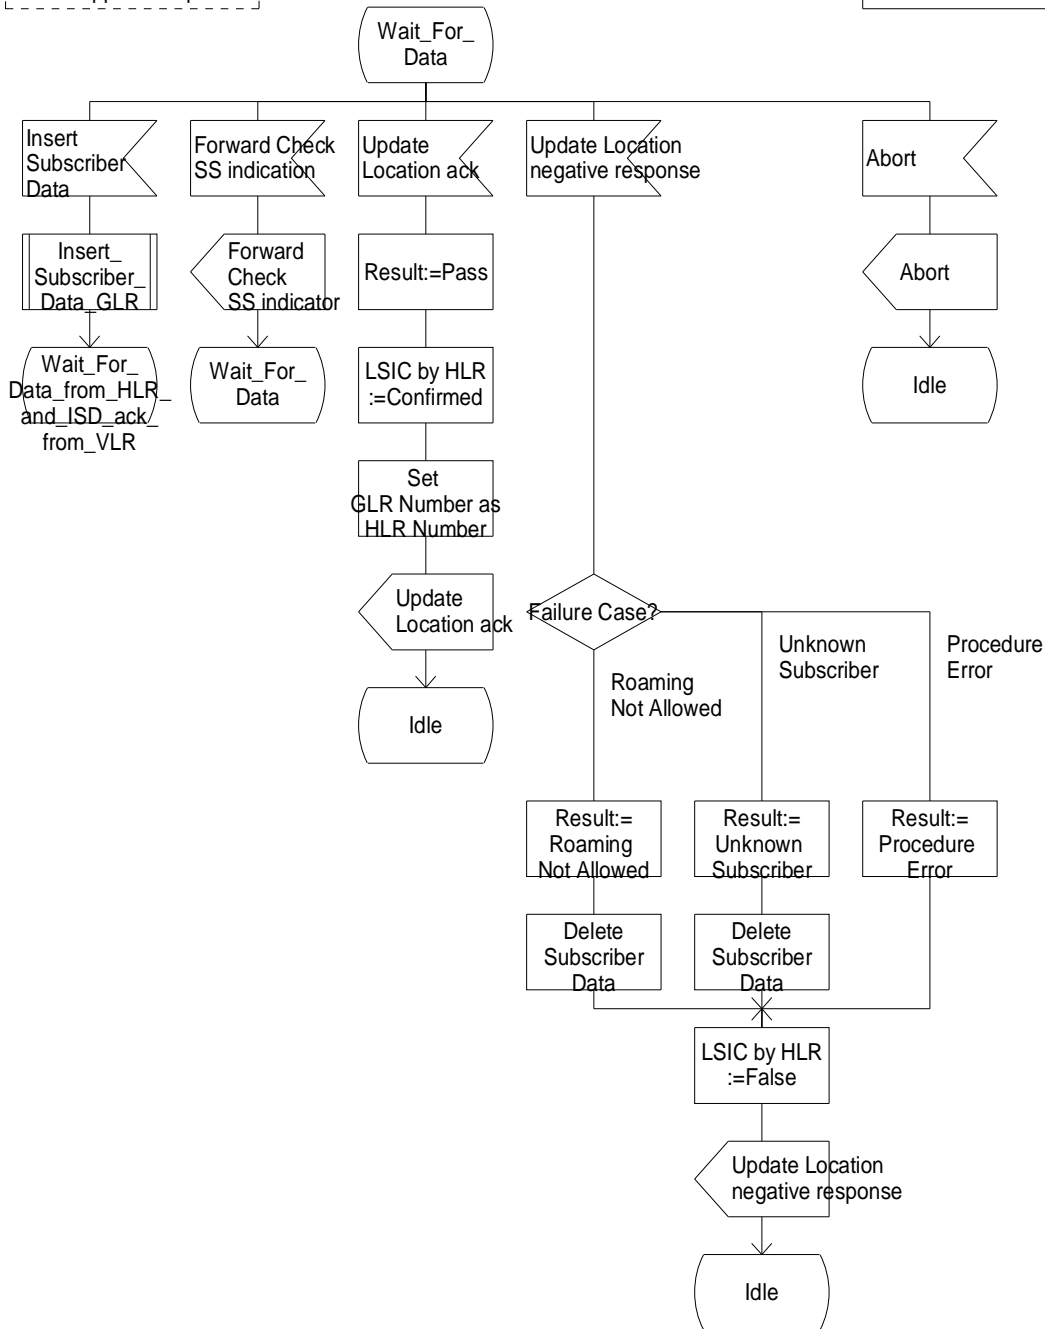 Wait_For_
Data
Insert
Subscriber
Data
Forward Check
SS indication
Update
Location ack
Update Location
negative response
Abort
Insert_
Subscriber_
Data_GLR
Forward
Check
SS indicator
Result:=Pass
Abort
Wait_For_
Data_from_HLR_
and_ISD_ack_
from_VLR
Wait_For_
Data
LSIC by HLR
:=Confirmed
Idle
Set
GLR Number as
HLR Number
Update
Location ack
Failure Case?
Roaming
Not Allowed
Unknown
Subscriber
Procedure
Error
Idle
Result:=
Roaming
Not Allowed
Result:=
Unknown
Subscriber
Result:=
Procedure
Error
Delete
Subscriber
Data
Delete
Subscriber
Data
LSIC by HLR
:=False
Update Location
negative response
Idle